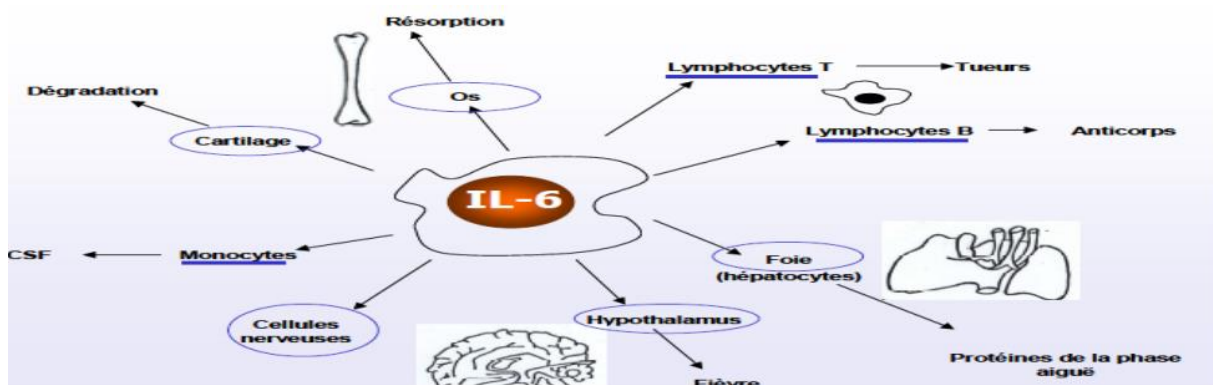 Résorption
Os
Dégradation
Cartilage
Lymphocytes T
Tueurs
Lymphocytes B
Anticorps
IL-6
CSF
Monocytes
Foie
(hépatocytes)
Cellules
nerveuses
Hypothalamus
Fièvre
Protéines de la phase
aiguë